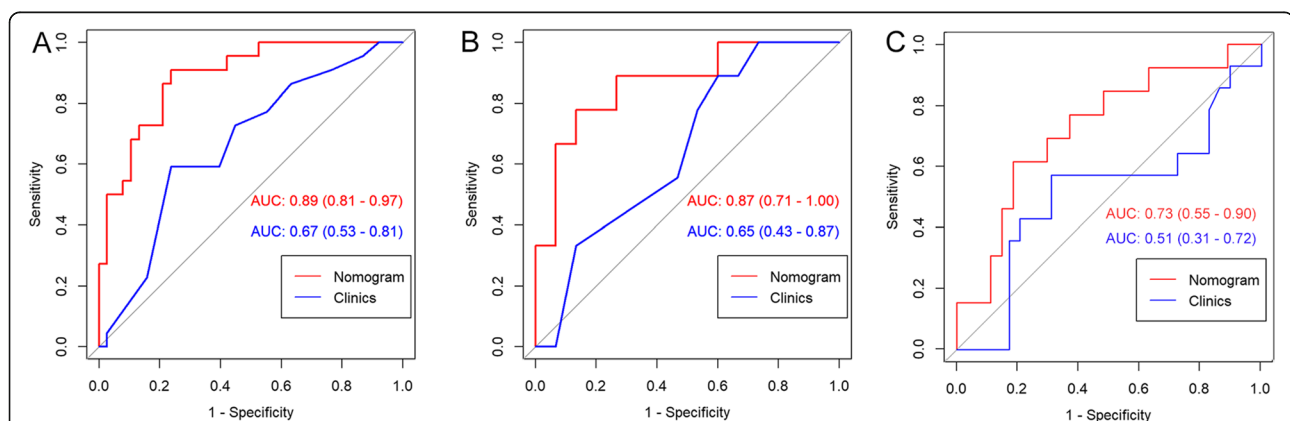 A
1.0
0.8
0.6
0.4
0.2
0.0
Sensitivity
AUC: 0.89 (0.81 - 0.97)
AUC: 0.67 (0.53 - 0.81)
Nomogram
Clinics
0.0 0.2 0.4 0.6 0.8 1.0
1 - Specificity
B
1.0
0.8
0.6
0.4
0.2
0.0
Sensitivity
AUC: 0.87 (0.71 - 1.00)
AUC: 0.65 (0.43 - 0.87)
Nomogram
Clinics
0.0 0.2 0.4 0.6 0.8 1.0
1 - Specificity
C
1.0
0.8
0.6
0.4
0.2
0.0
Sensitivity
AUC: 0.73 (0.55 - 0.90)
AUC: 0.51 (0.31 - 0.72)
Nomogram
Clinics
0.0 0.2 0.4 0.6 0.8 1.0
1 - Specificity